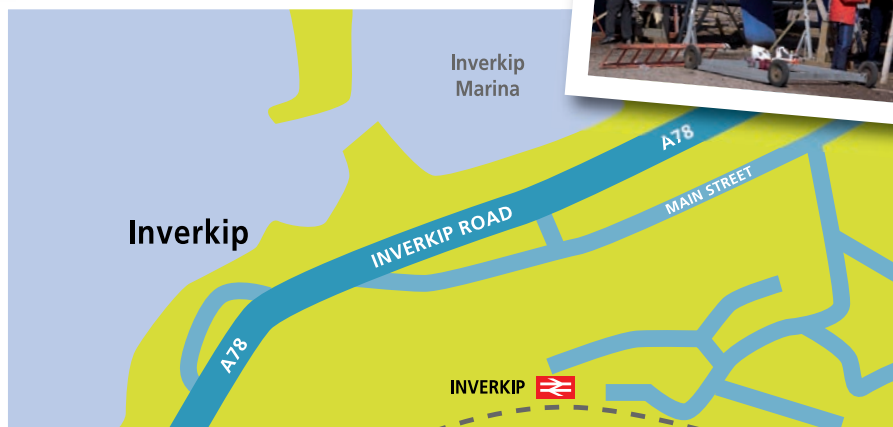 Inverkip
Marina
A78
MAIN STREET
Inverkip
INVERKIP ROAD
A78
INVERKIP